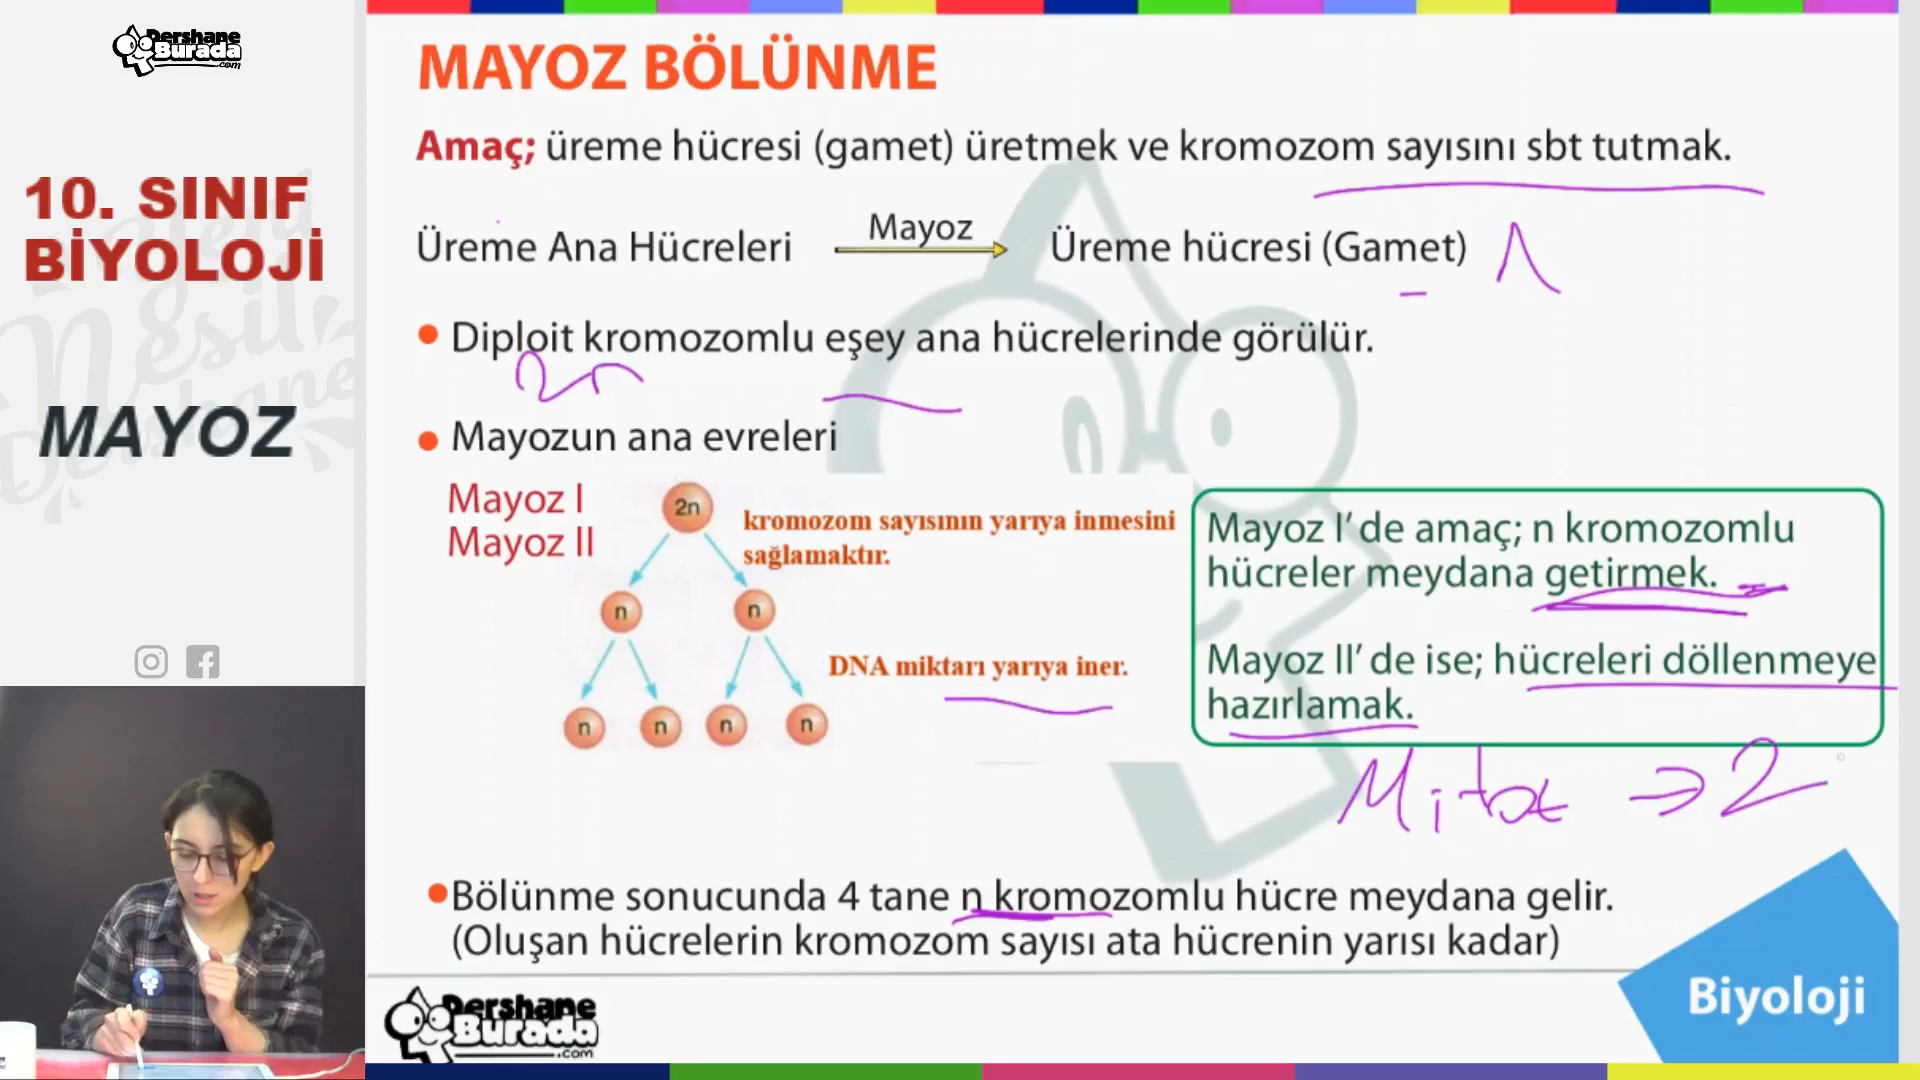 Dershane
Burada
.com
10. SINIF
BİYOLOJİ
MAYOZ
MAYOZ BÖLÜNME
Amaç; üreme hücresi (gamet) üretmek ve kromozom sayısını sbt tutmak.
Üreme Ana Hücreleri Mayoz Üreme hücresi (Gamet) n
• Diploit kromozomlu eşey ana hücrelerinde görülür.
2n
• Mayozun ana evreleri
Mayoz I
Mayoz II
2n
kromozom sayısının yarıya inmesini
sağlamaktır.
n n
DNA miktarı yarıya iner.
n n n n
Mayoz I’ de amaç; n kromozomlu
hücreler meydana getirmek.
Mayoz II’ de ise; hücreleri döllenmeye
hazırlamak.
Mitoz → 2
• Bölünme sonucunda 4 tane n kromozomlu hücre meydana gelir.
(Oluşan hücrelerin kromozom sayısı ata hücrenin yarısı kadar)
Dershane
Burada
.com
Biyoloji